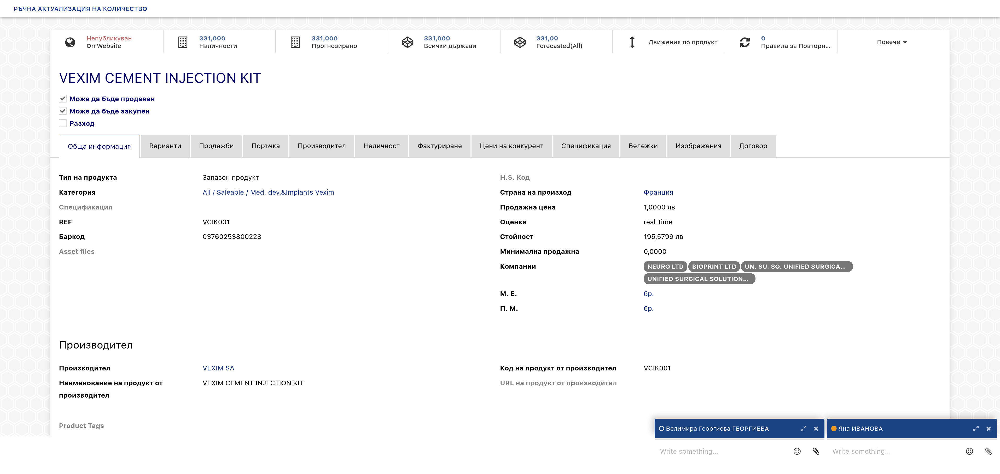 РЪЧНА АКТУАЛИЗАЦИЯ НА КОЛИЧЕСТВО
Непубликуван
On Website
331,000
Наличности
331,000
Прогнозирано
331,000
Всички държави
331,00
Forecasted(All)
Движения по продукт
0
Правила за Повторн...
Повече
VEXIM CEMENT INJECTION KIT
Може да бъде продаван
Може да бъде закупен
Разход
Обща информация
Варианти
Продажби
Поръчка
Производител
Наличност
Фактуриране
Цени на конкурент
Спецификация
Бележки
Изображения
Договор
Тип на продукта Запазен продукт
Категория All / Saleable / Med. dev.&Implants Vexim
Спецификация
REF VCIK001
Баркод 03760253800228
Asset files
H.S. Код
Страна на произход Франция
Продажна цена 1,0000 лв
Оценка real_time
Стойност 195,5799 лв
Минимална продажна 0,0000
Компании NEURO LTD BIOPRINT LTD UN. SU. SO. UNIFIED SURGICA...
UNIFIED SURGICAL SOLUTION...
М. Е. бр.
П. М. бр.
Производител
Производител VEXIM SA
Наименование на продукт от VEXIM CEMENT INJECTION KIT
производител
Код на продукт от производител VCIK001
URL на продукт от производител
Product Tags
Велимира Георгиева ГЕОРГИЕВА
Write something...
Яна ИВАНОВА
Write something...